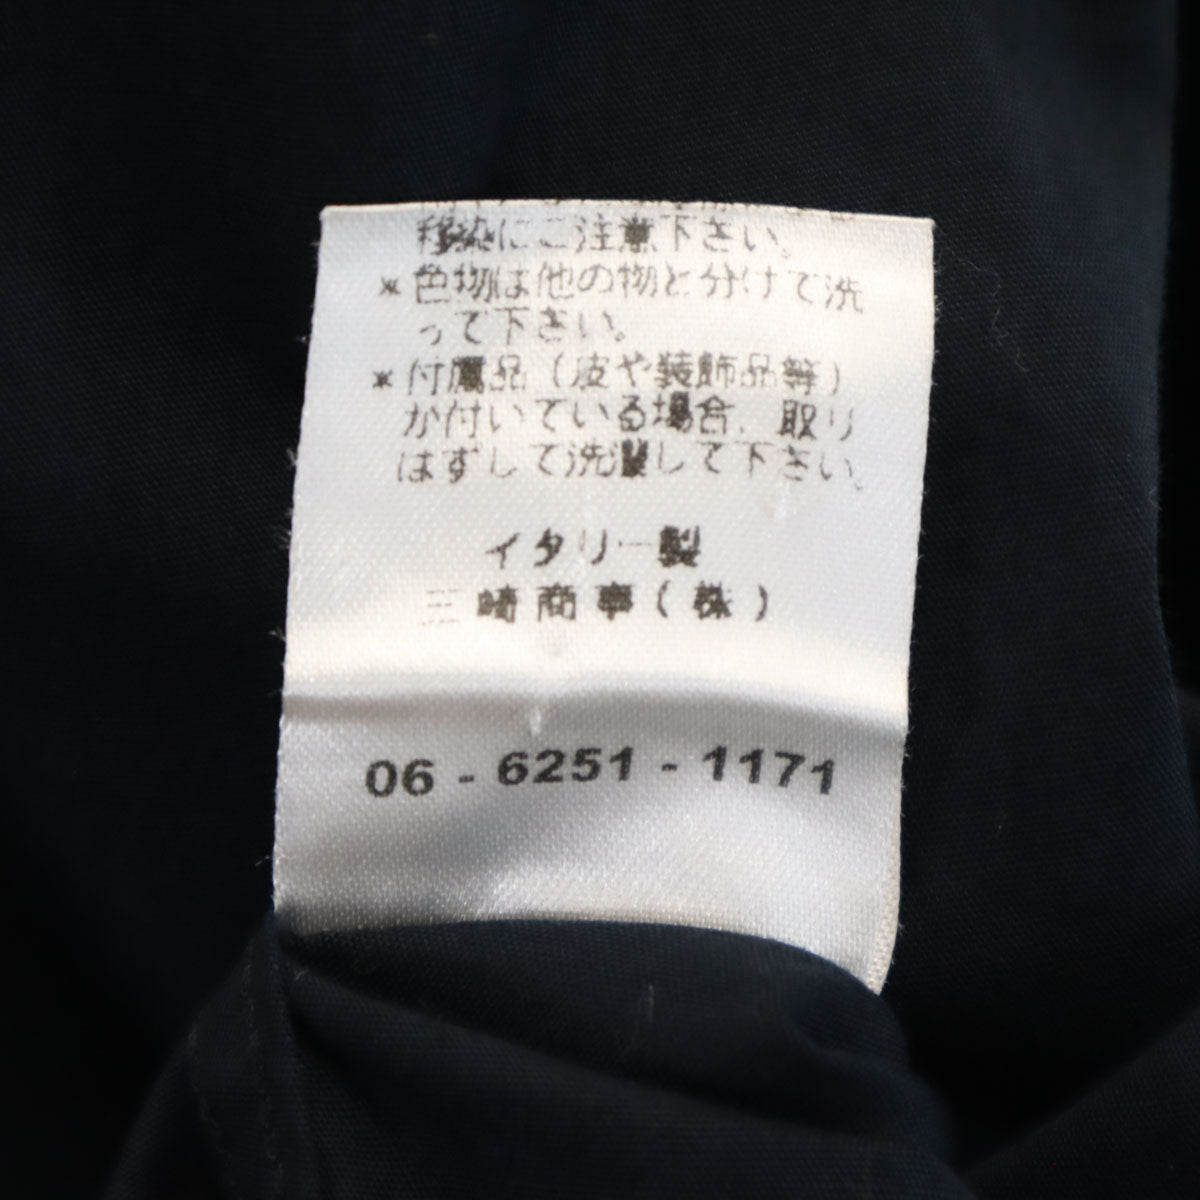 移染にご注意下さい。
※色物は他の物と分けて洗
って下さい。
※付属品（皮や装飾品等）
が付いている場合、取り
はずして洗濯して下さい。
イタリー製
三崎商事（株）
06 - 6251 - 1171